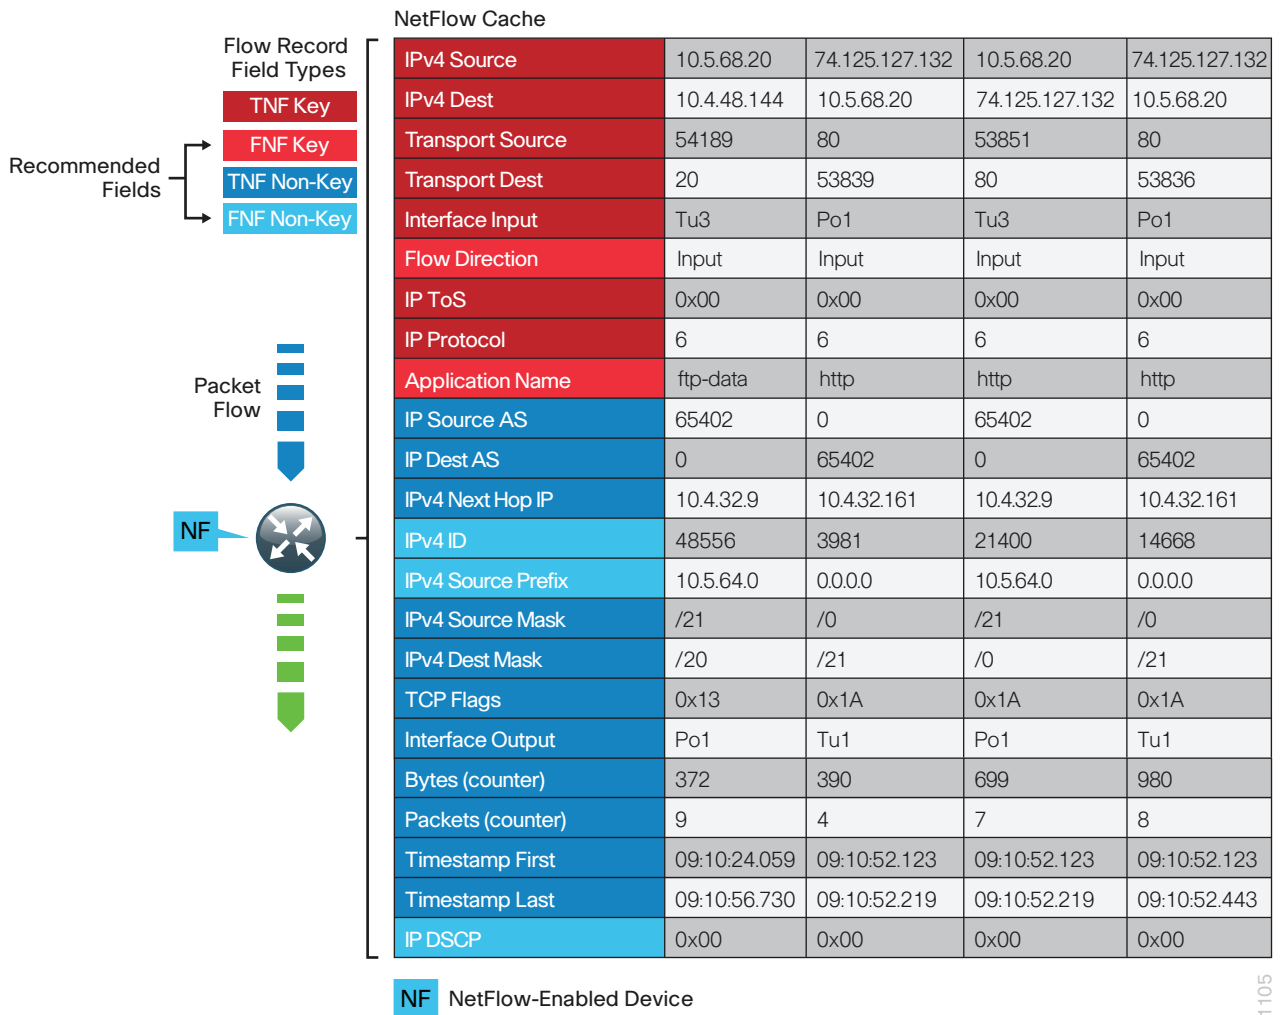 NetFlow Cache
Flow Record
Field Types
TNF Key
FNF Key
TNF Non-Key
FNF Non-Key
Recommended
Fields
Packet
Flow
NF
IPv4 Source 10.5.68.20 74.125.127.132 10.5.68.20 74.125.127.132
IPv4 Dest 10.4.48.144 10.5.68.20 74.125.127.132 10.5.68.20
Transport Source 54189 80 53851 80
Transport Dest 20 53839 80 53836
Interface Input Tu3 Po1 Tu3 Po1
Flow Direction Input Input Input Input
IP ToS 0x00 0x00 0x00 0x00
IP Protocol 6 6 6 6
Application Name ftp-data http http http
IP Source AS 65402 0 65402 0
IP Dest AS 0 65402 0 65402
IPv4 Next Hop IP 10.4.32.9 10.4.32.161 10.4.32.9 10.4.32.161
IPv4 ID 48556 3981 21400 14668
IPv4 Source Prefix 10.5.64.0 0.0.0.0 10.5.64.0 0.0.0.0
IPv4 Source Mask /21 /0 /21 /0
IPv4 Dest Mask /20 /21 /0 /21
TCP Flags 0x13 0x1A 0x1A 0x1A
Interface Output Po1 Tu1 Po1 Tu1
Bytes (counter) 372 390 699 980
Packets (counter) 9 4 7 8
Timestamp First 09:10:24.059 09:10:52.123 09:10:52.123 09:10:52.123
Timestamp Last 09:10:56.730 09:10:52.219 09:10:52.219 09:10:52.443
IP DSCP 0x00 0x00 0x00 0x00
NF NetFlow-Enabled Device
1105